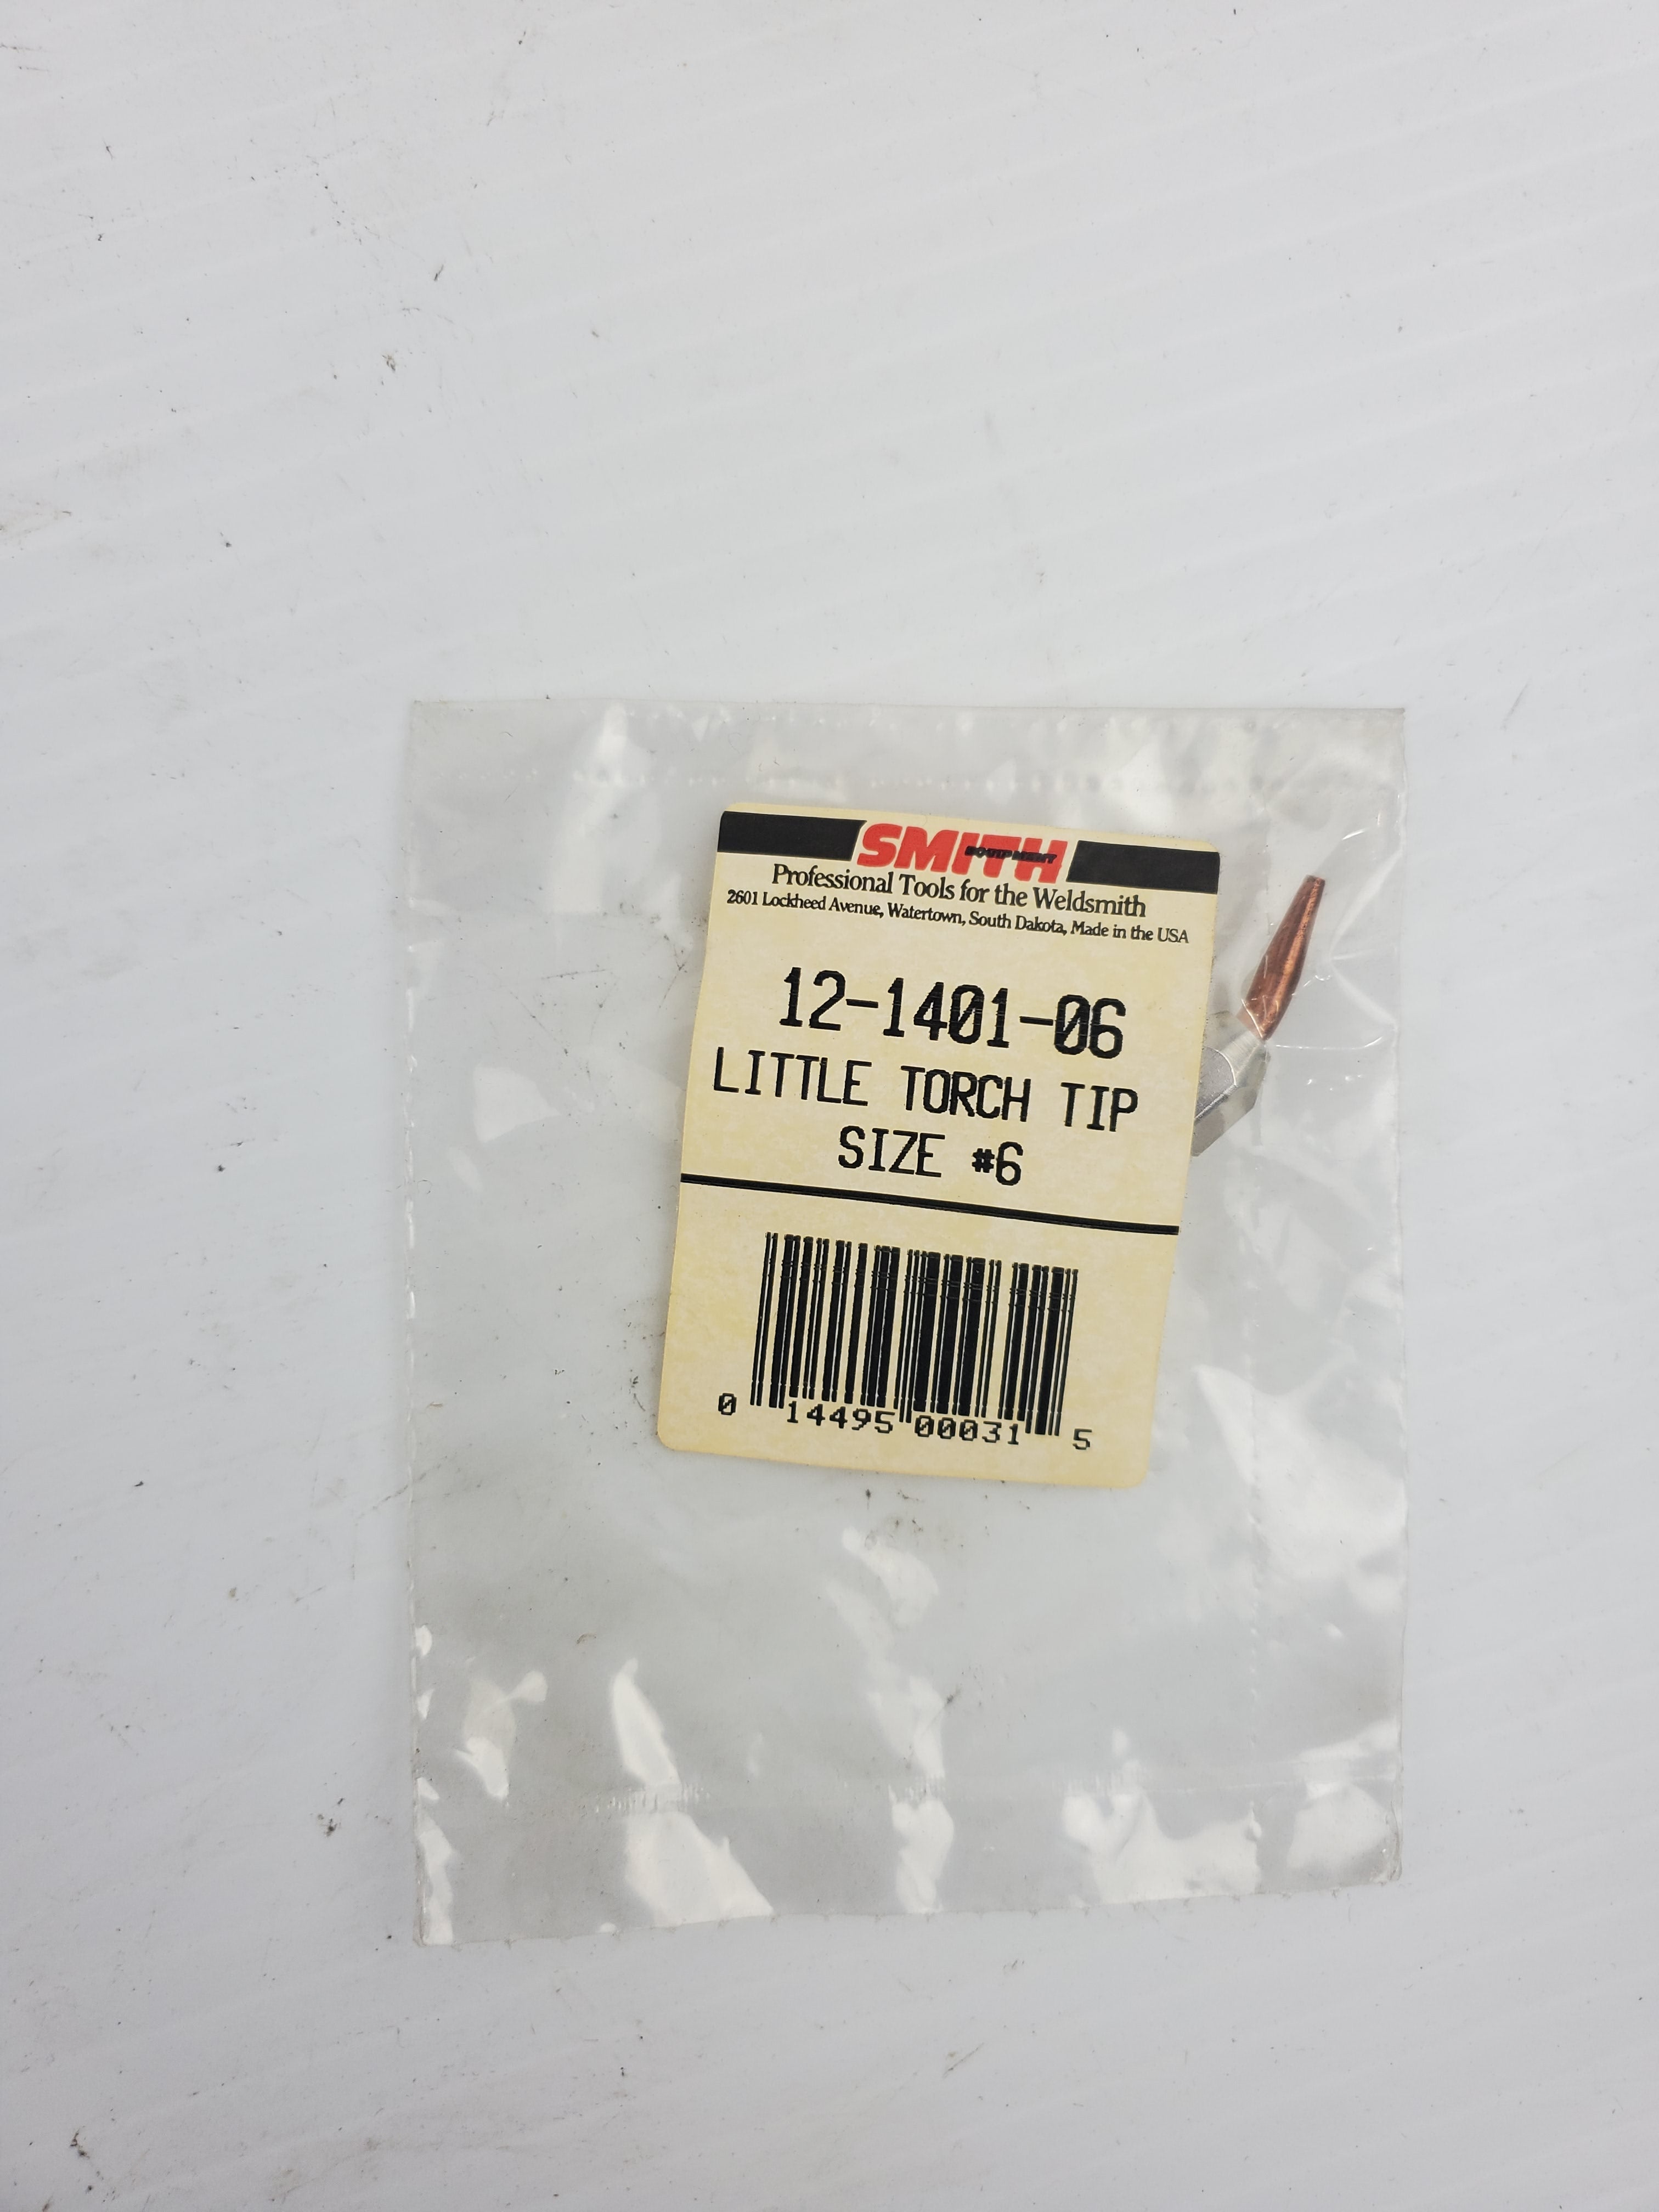 SMITH
EQUIPMENT
Professional Tools for the Weldsmith
2601 Lockheed Avenue, Watertown, South Dakota, Made in the USA
12-1401-06
LITTLE TORCH TIP
SIZE #6
0 14495 00031 5